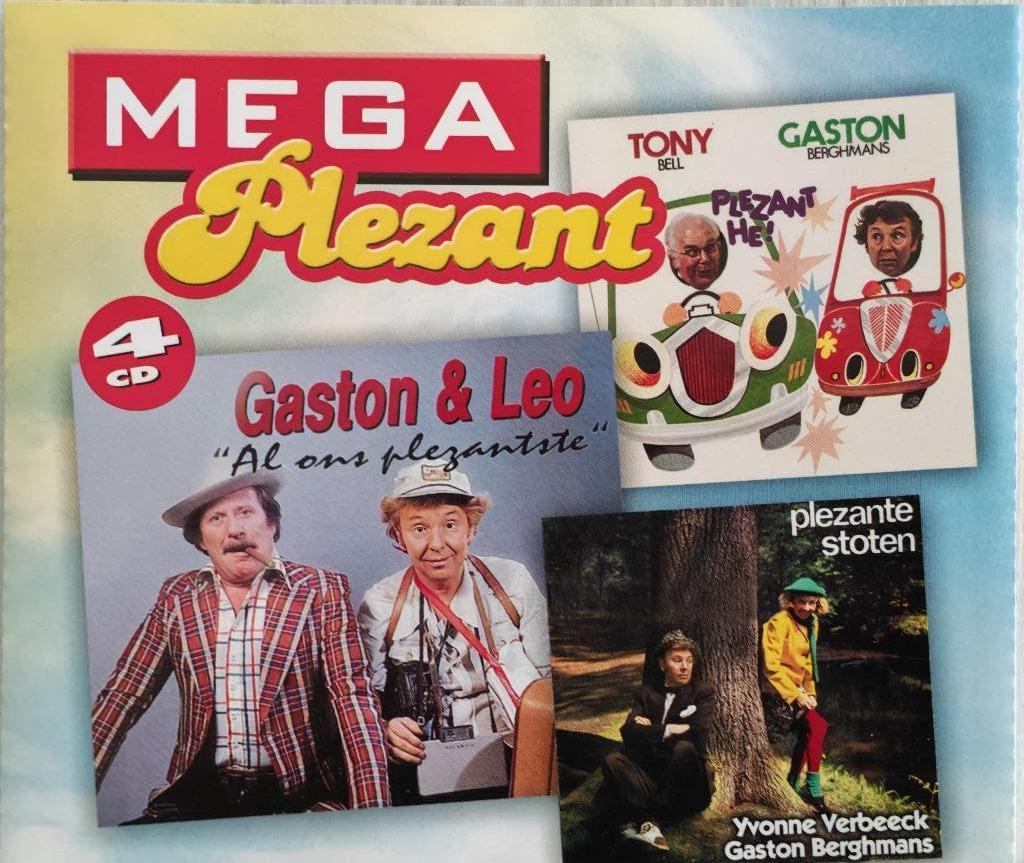 MEGA
Plezant
4
CD
TONY
BELL
GASTON
BERGHMANS
PLEZANT
HE!
Gaston & Leo
"Al ons plezantste"
plezante
stoten
Yvonne Verbeeck
Gaston Berghmans